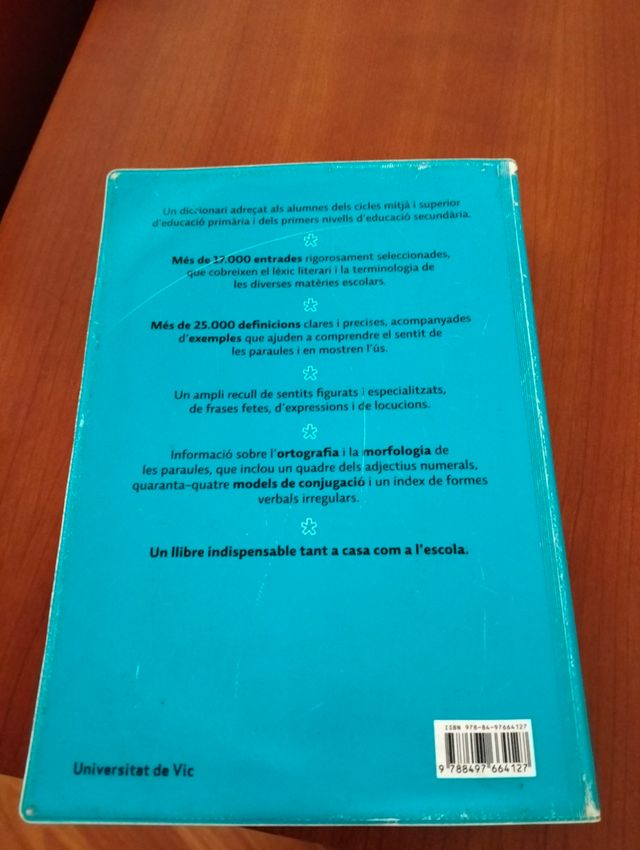 Un diccionari adreçat als alumnes dels cicles mitjà i superior
d'educació primària i dels primers nivells d'educació secundària.
Més de 17.000 entrades rigorosament seleccionades,
que cobreixen el lèxic literari i la terminologia de
les diverses matèries escolars.
Més de 25.000 definicions clares i precises, acompanyades
d'exemples que ajuden a comprendre el sentit de
les paraules i en mostren l'ús.
Un ampli recull de sentits figurats i especialitzats,
de frases fetes, d'expressions i de locucions.
Informació sobre l'ortografia i la morfologia de
les paraules, que inclou un quadre dels adjectius numerals,
quaranta-quatre models de conjugació i un índex de formes
verbals irregulars.
Un llibre indispensable tant a casa com a l'escola.
ISBN 978-84-97664127
9 788497 664127
Universitat de Vic